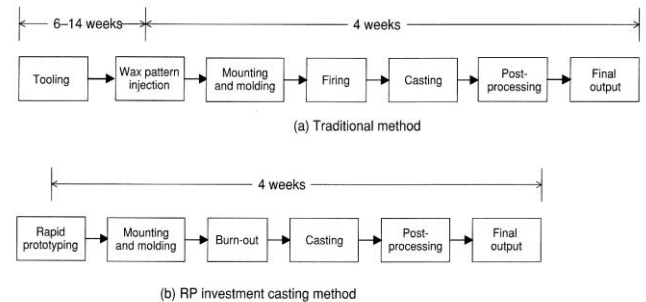 6–14 weeks
4 weeks
Tooling
Wax pattern
injection
Mounting
and molding
Firing
Casting
Post-
processing
Final
output
(a) Traditional method
4 weeks
Rapid
prototyping
Mounting
and molding
Burn-out
Casting
Post-
processing
Final
output
(b) RP investment casting method